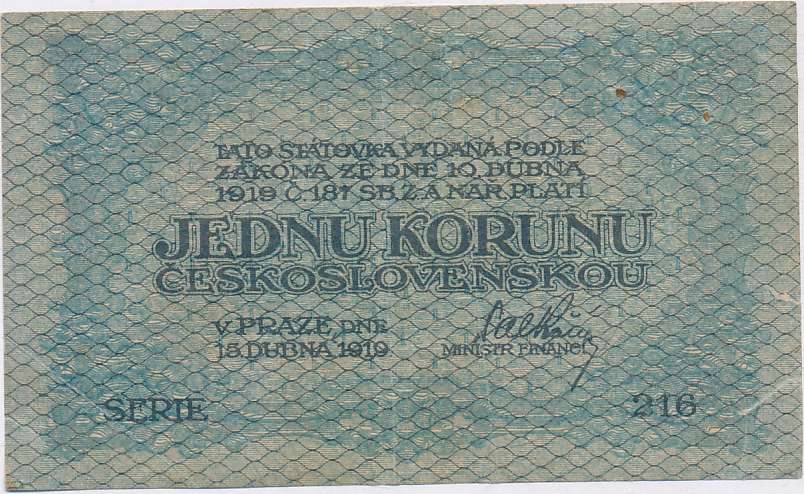 TATO STÁTOVKA VYDANÁ PODLE
ZÁKONA ZE DNE 10. DUBNA
1919 Č. 187 SB. Z. A NAŘ. PLATÍ
JEDNU KORUNU
ČESKOSLOVENSKOU
V PRAZE, DNE
15. DUBNA 1919
MINISTR FINANCÍ
SERIE 216